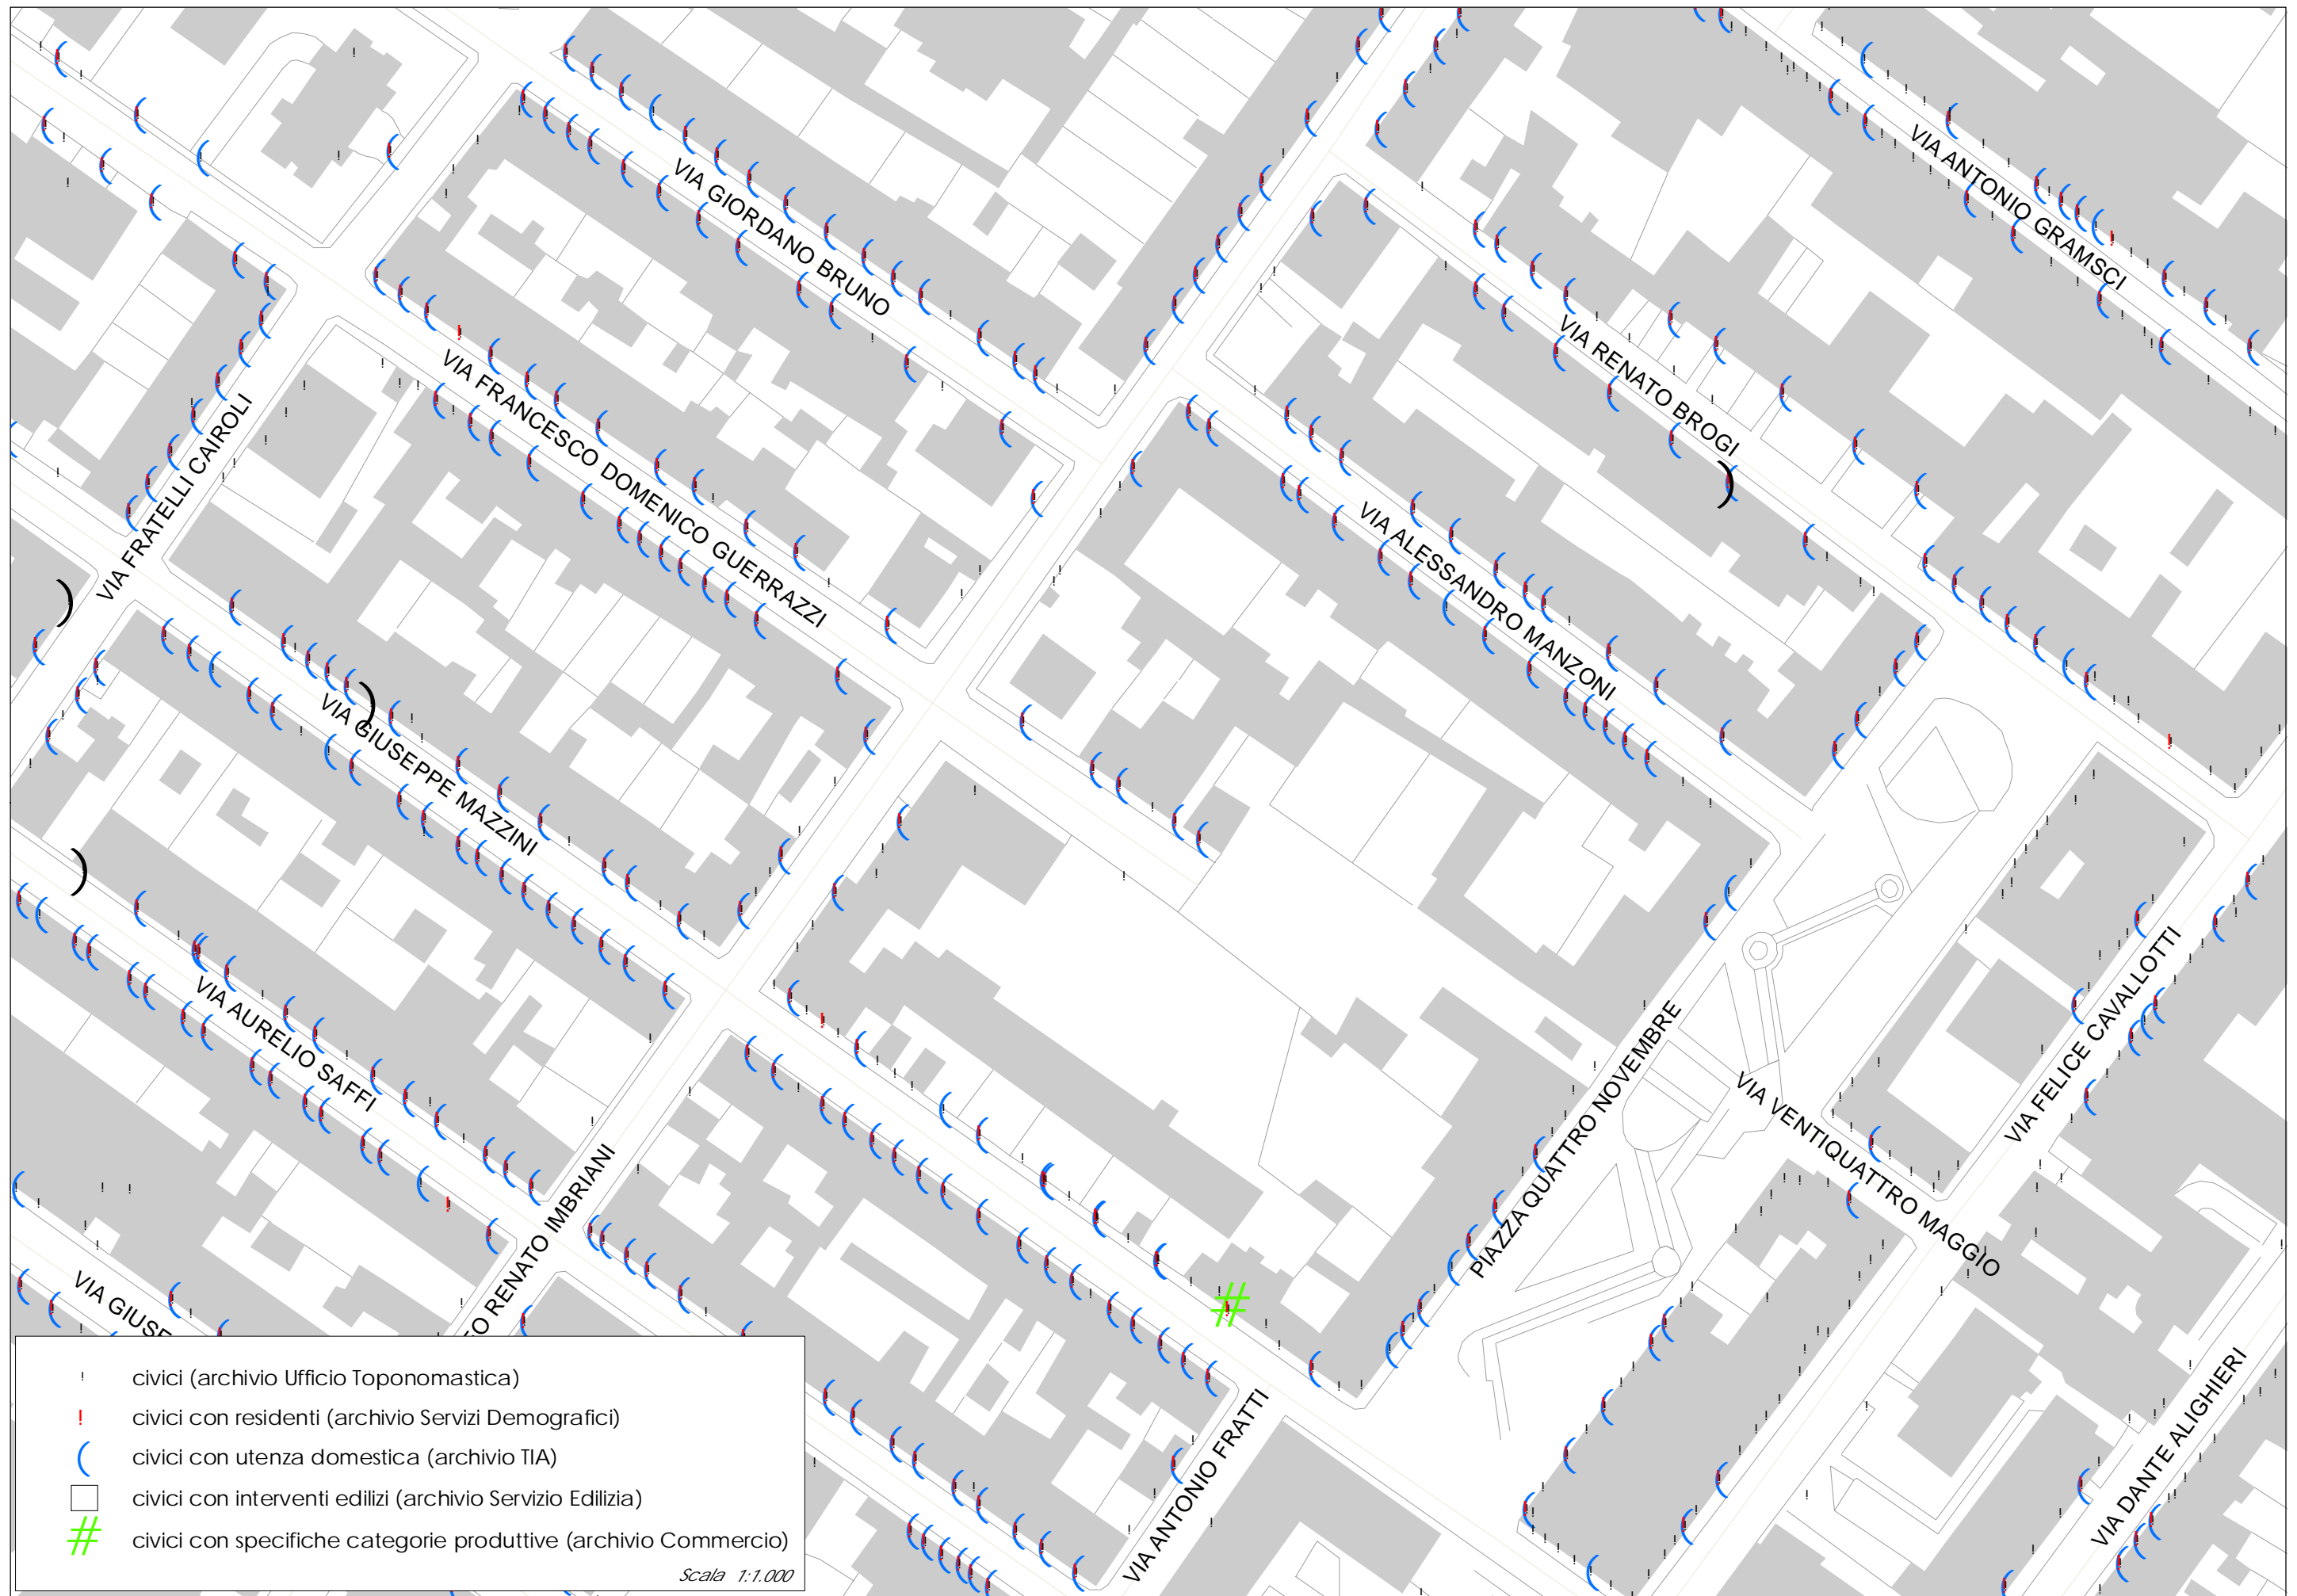 VIA ANTONIO GRAMSCI
VIA GIORDANO BRUNO
VIA RENATO BROGI
VIA FRANCESCO DOMENICO GUERRAZZI
VIA FRATELLI CAIROLI
VIA ALESSANDRO MANZONI
VIA GIUSEPPE MAZZINI
VIA AURELIO SAFFI
VIA FELICE CAVALLOTTI
PIAZZA QUATTRO NOVEMBRE
VIA VENTIQUATTRO MAGGIO
EO RENATO IMBRIANI
VIA GIUSE
VIA ANTONIO FRATTI
VIA DANTE ALIGHIERI
civici (archivio Ufficio Toponomastica)
civici con residenti (archivio Servizi Demografici)
civici con utenza domestica (archivio TIA)
civici con interventi edilizi (archivio Servizio Edilizia)
civici con specifiche categorie produttive (archivio Commercio)
Scala 1:1.000